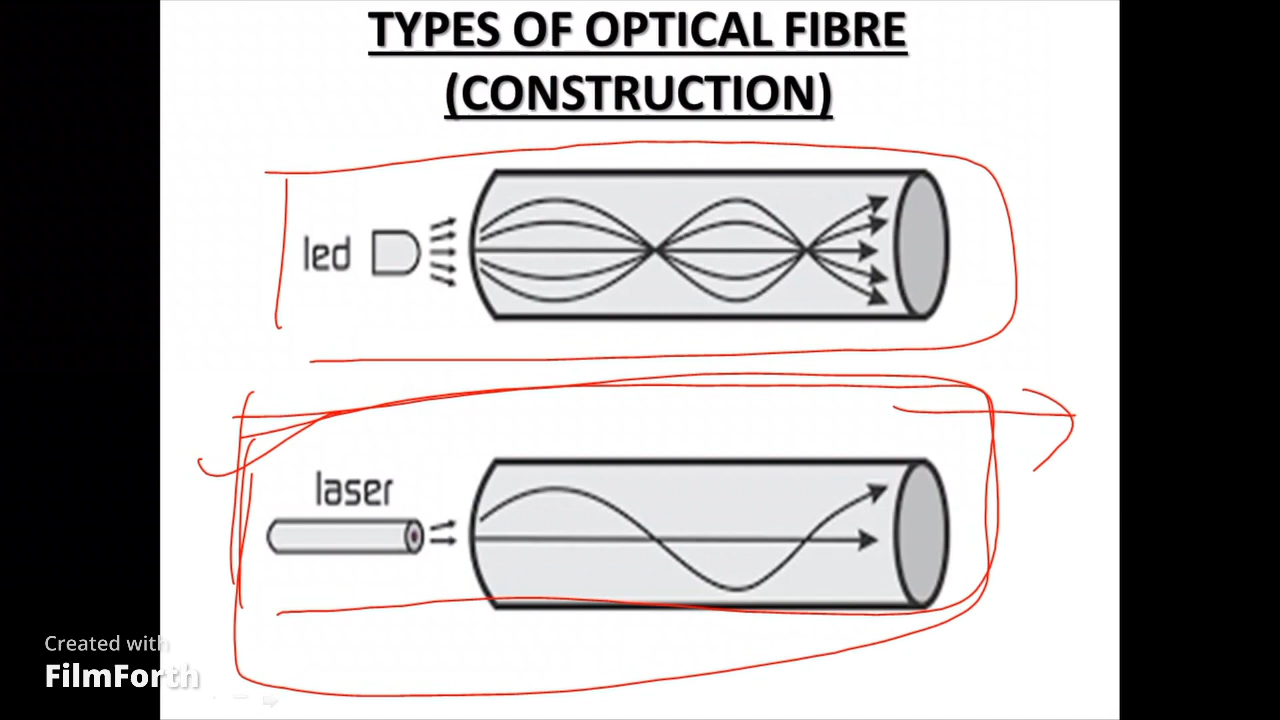 TYPES OF OPTICAL FIBRE
(CONSTRUCTION)
led
laser
Created with
FilmForth